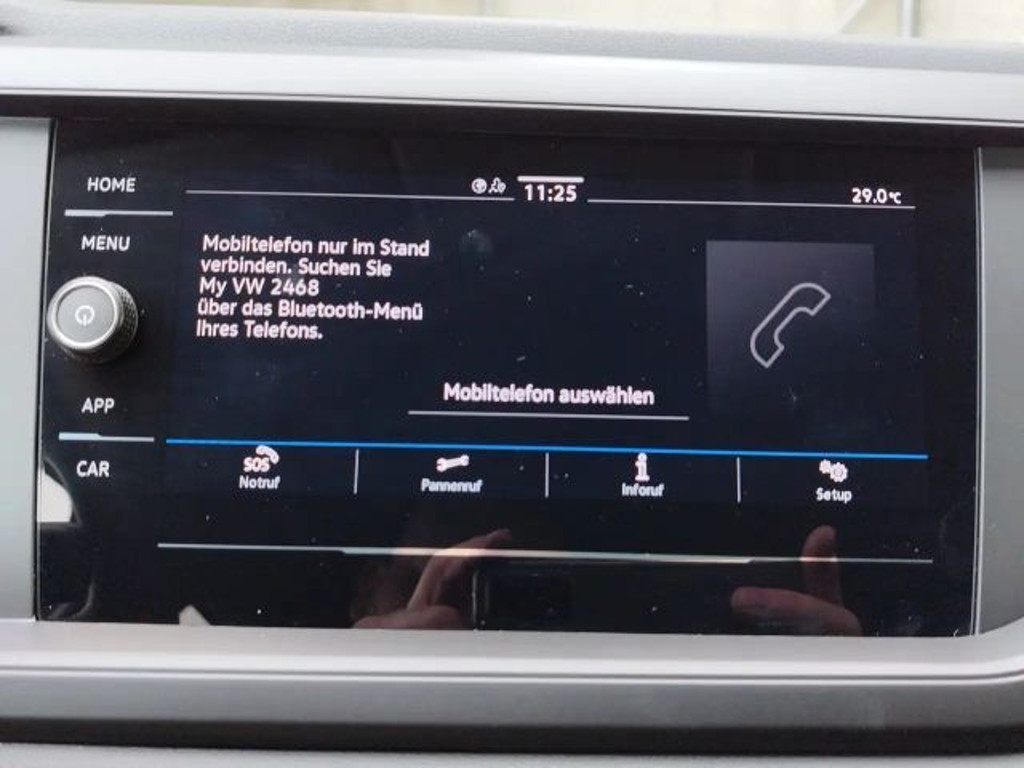 HOME
11:25
29.0°C
MENU
Mobiltelefon nur im Stand
verbinden. Suchen Sie
My VW 2468
über das Bluetooth-Menü
Ihres Telefons.
APP
Mobiltelefon auswählen
CAR
SOS
Notruf
Pannenruf
Inforuf
Setup